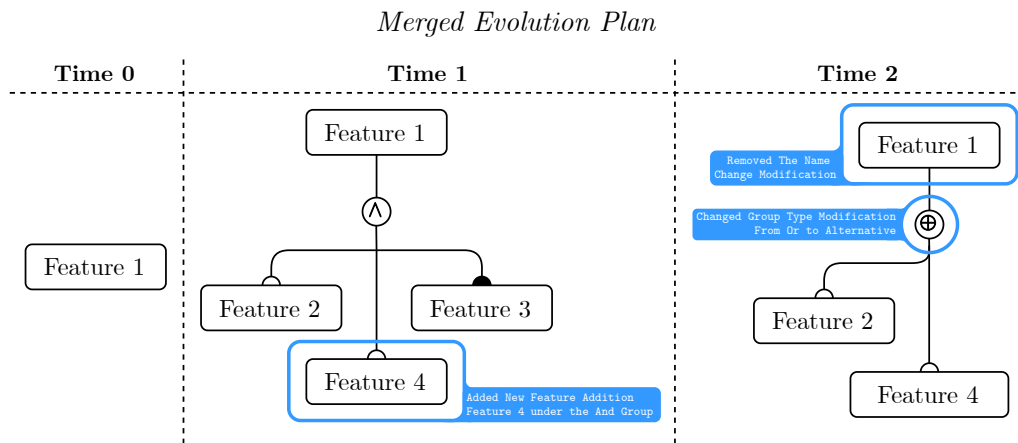 Merged Evolution Plan
Time 0
Time 1
Time 2
Feature 1
Feature 1
∧
Feature 2
Feature 3
Feature 4
Added New Feature Addition
Feature 4 under the And Group
Feature 1
Removed The Name
Change Modification
Changed Group Type Modification
From Or to Alternative
⊕
Feature 2
Feature 4